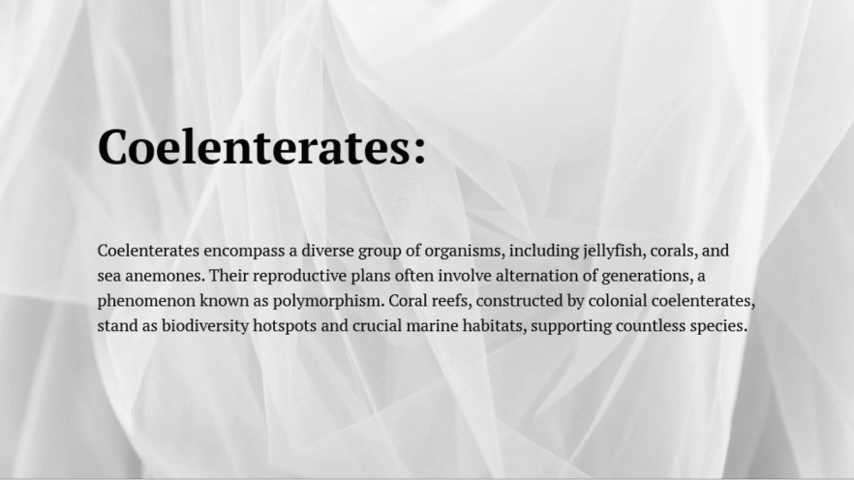 Coelenterates:
Coelenterates encompass a diverse group of organisms, including jellyfish, corals, and
sea anemones. Their reproductive plans often involve alternation of generations, a
phenomenon known as polymorphism. Coral reefs, constructed by colonial coelenterates,
stand as biodiversity hotspots and crucial marine habitats, supporting countless species.